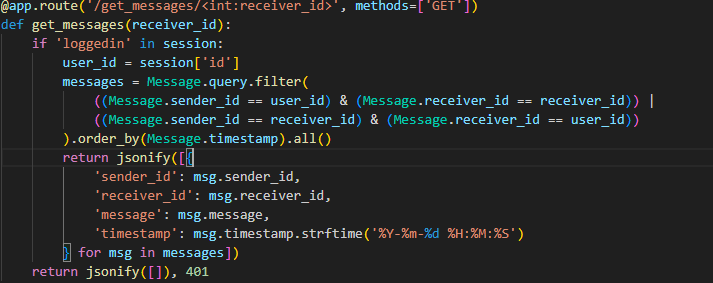 @app.route('/get_messages/<int:receiver_id>', methods=['GET'])
def get_messages(receiver_id):
    if 'loggedin' in session:
        user_id = session['id']
        messages = Message.query.filter(
            ((Message.sender_id == user_id) & (Message.receiver_id == receiver_id)) |
            ((Message.sender_id == receiver_id) & (Message.receiver_id == user_id))
        ).order_by(Message.timestamp).all()
        return jsonify([{
            'sender_id': msg.sender_id,
            'receiver_id': msg.receiver_id,
            'message': msg.message,
            'timestamp': msg.timestamp.strftime('%Y-%m-%d %H:%M:%S')
        } for msg in messages])
    return jsonify([]), 401